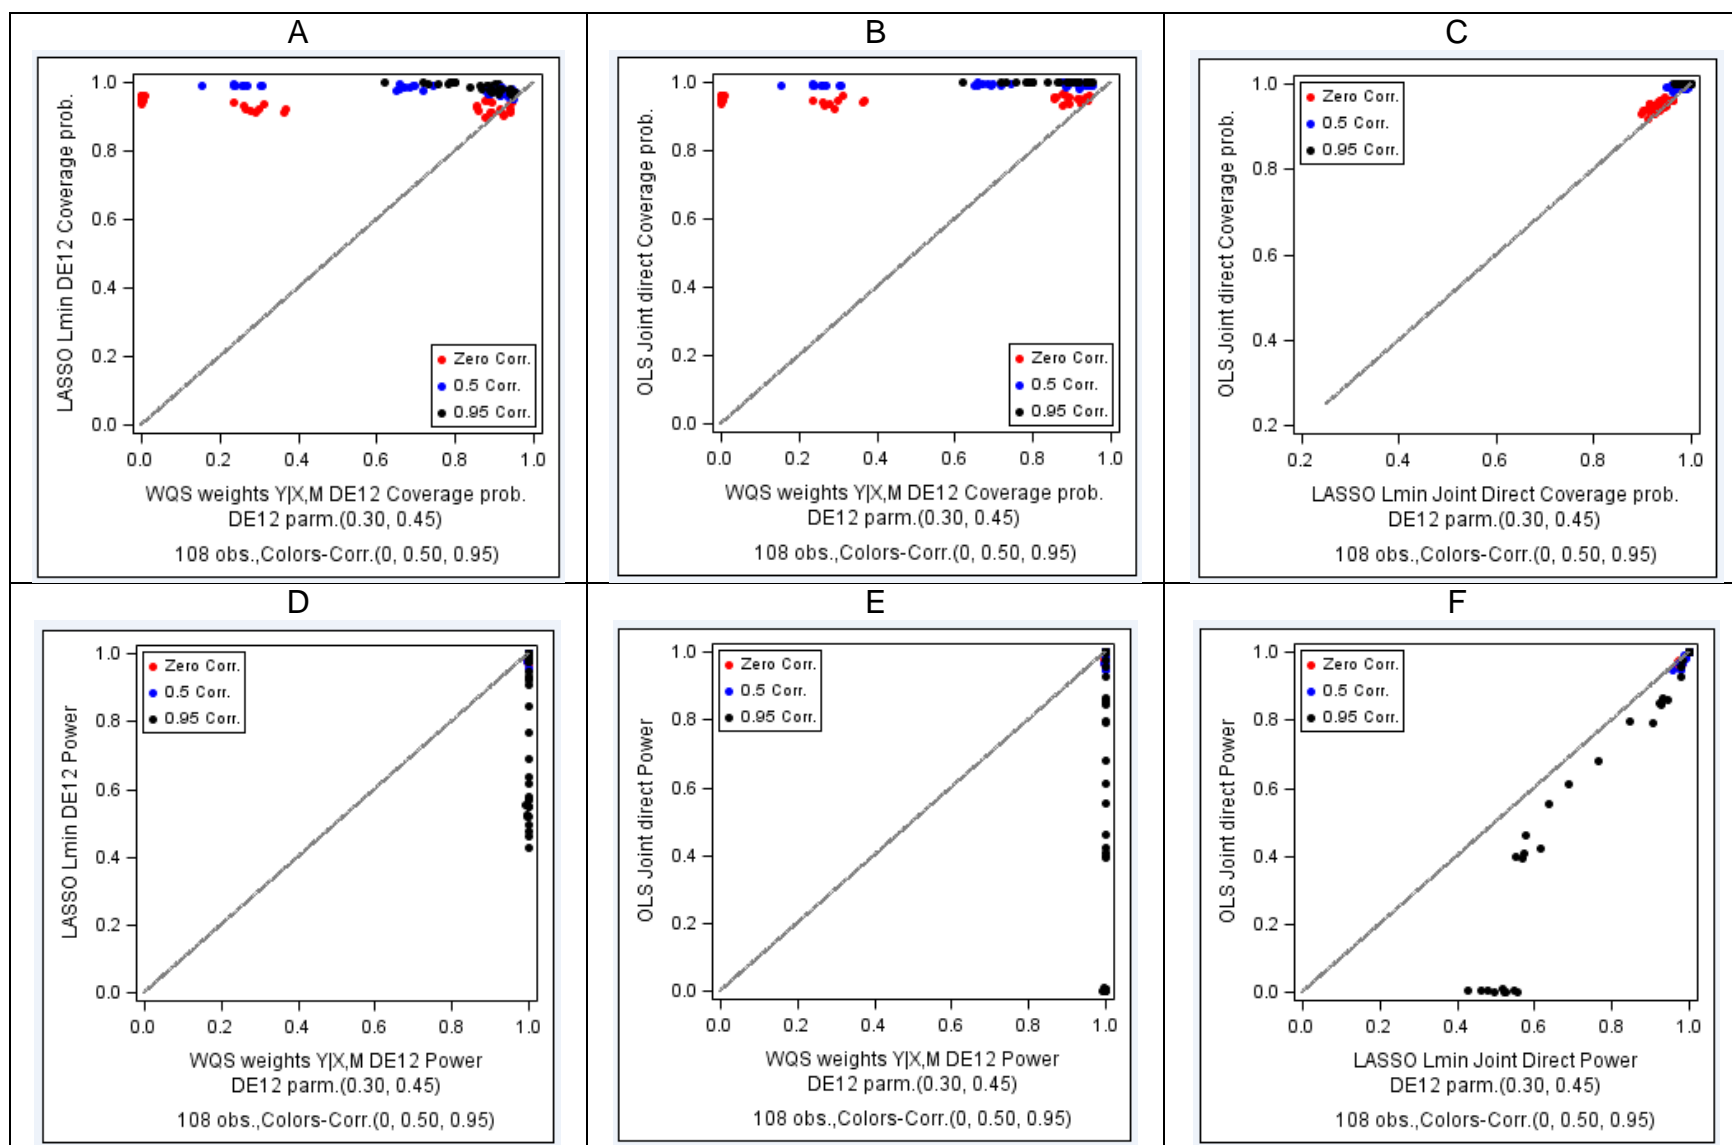 A
LASSO Lmin DE12 Coverage prob.
1.0
0.8
0.6
0.4
0.2
0.0
Zero Corr.
0.5 Corr.
0.95 Corr.
0.0 0.2 0.4 0.6 0.8 1.0
WQS weights Y|X,M DE12 Coverage prob.
DE12 parm.(0.30, 0.45)
108 obs.,Colors-Corr.(0, 0.50, 0.95)
B
OLS Joint direct Coverage prob.
1.0
0.8
0.6
0.4
0.2
0.0
Zero Corr.
0.5 Corr.
0.95 Corr.
0.0 0.2 0.4 0.6 0.8 1.0
WQS weights Y|X,M DE12 Coverage prob.
DE12 parm.(0.30, 0.45)
108 obs.,Colors-Corr.(0, 0.50, 0.95)
C
OLS Joint direct Coverage prob.
1.0
0.8
0.6
0.4
0.2
Zero Corr.
0.5 Corr.
0.95 Corr.
0.2 0.4 0.6 0.8 1.0
LASSO Lmin Joint Direct Coverage prob.
DE12 parm.(0.30, 0.45)
108 obs.,Colors-Corr.(0, 0.50, 0.95)
D
LASSO Lmin DE12 Power
1.0
0.8
0.6
0.4
0.2
0.0
Zero Corr.
0.5 Corr.
0.95 Corr.
0.0 0.2 0.4 0.6 0.8 1.0
WQS weights Y|X,M DE12 Power
DE12 parm.(0.30, 0.45)
108 obs.,Colors-Corr.(0, 0.50, 0.95)
E
OLS Joint direct Power
1.0
0.8
0.6
0.4
0.2
0.0
Zero Corr.
0.5 Corr.
0.95 Corr.
0.0 0.2 0.4 0.6 0.8 1.0
WQS weights Y|X,M DE12 Power
DE12 parm.(0.30, 0.45)
108 obs.,Colors-Corr.(0, 0.50, 0.95)
F
OLS Joint direct Power
1.0
0.8
0.6
0.4
0.2
0.0
Zero Corr.
0.5 Corr.
0.95 Corr.
0.0 0.2 0.4 0.6 0.8 1.0
LASSO Lmin Joint Direct Power
DE12 parm.(0.30, 0.45)
108 obs.,Colors-Corr.(0, 0.50, 0.95)